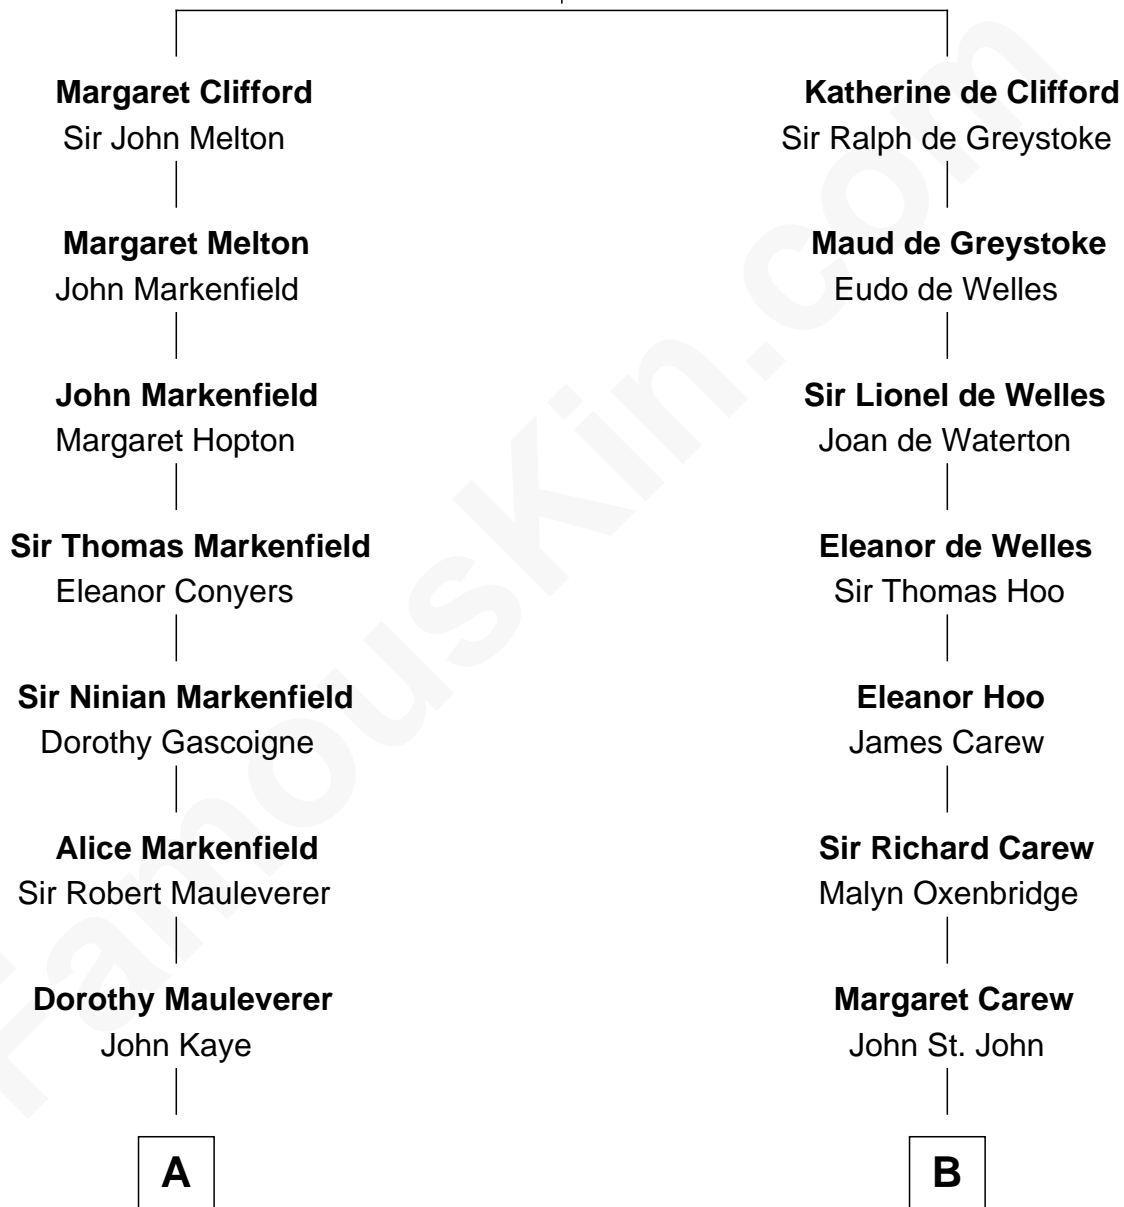 Margaret Clifford
Sir John Melton
Margaret Melton
John Markenfield
John Markenfield
Margaret Hopton
Sir Thomas Markenfield
Eleanor Conyers
Sir Ninian Markenfield
Dorothy Gascoigne
Alice Markenfield
Sir Robert Mauleverer
Dorothy Mauleverer
John Kaye
A
Katherine de Clifford
Sir Ralph de Greystoke
Maud de Greystoke
Eudo de Welles
Sir Lionel de Welles
Joan de Waterton
Eleanor de Welles
Sir Thomas Hoo
Eleanor Hoo
James Carew
Sir Richard Carew
Malyn Oxenbridge
Margaret Carew
John St. John
B
FamousKin.com